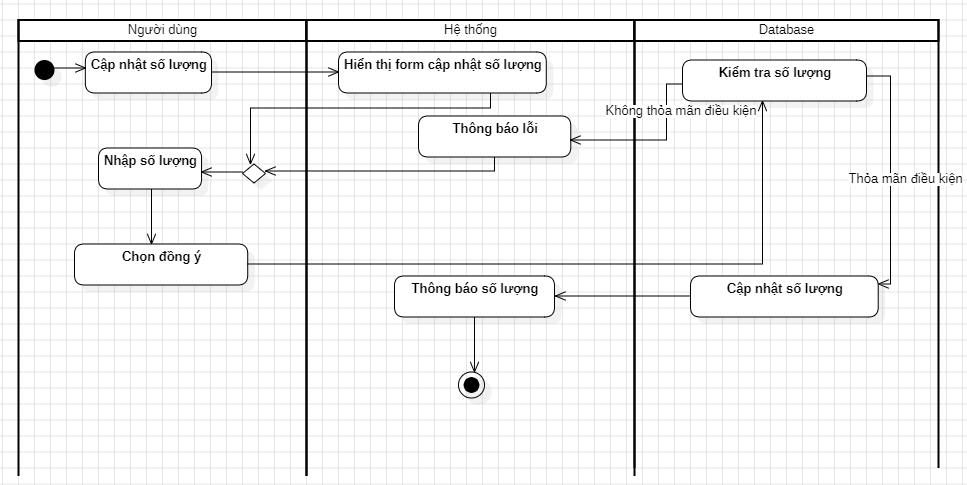 Người dùng
Hệ thống
Database
Cập nhật số lượng
Hiển thị form cập nhật số lượng
Kiểm tra số lượng
Không thỏa mãn điều kiện
Thông báo lỗi
Nhập số lượng
Thỏa mãn điều kiện
Chọn đồng ý
Thông báo số lượng
Cập nhật số lượng